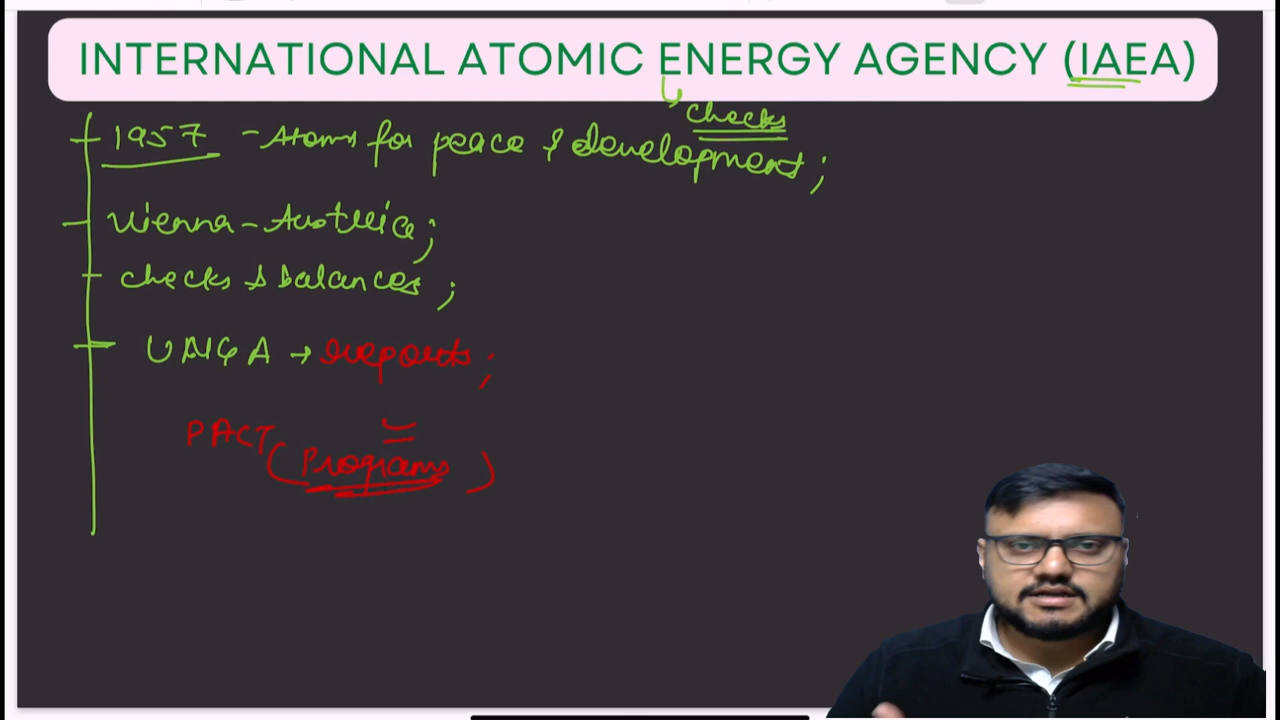 INTERNATIONAL ATOMIC ENERGY AGENCY (IAEA)
checks
1957 - Atoms for peace & development;
Vienna - Austria;
checks & balances;
UNGA → reports;
PACT
(Programs)